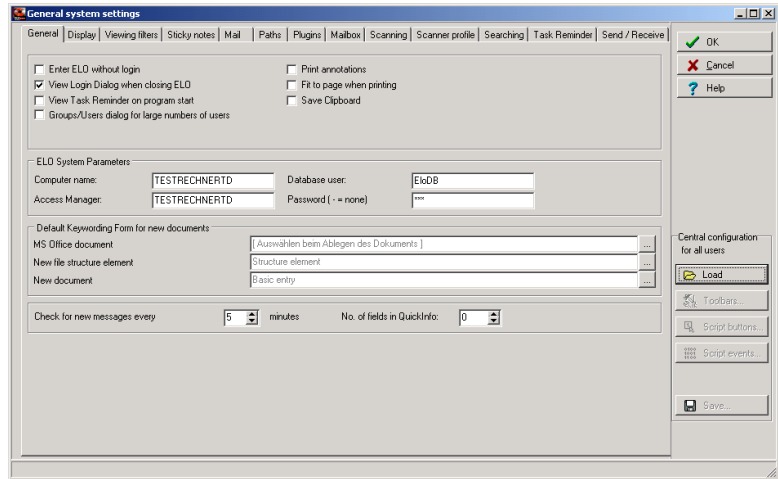 General system settings
General Display Viewing filters Sticky notes Mail Paths Plugins Mailbox Scanning Scanner profile Searching Task Reminder Send / Receive
Enter ELO without login
View Login Dialog when closing ELO
View Task Reminder on program start
Groups/Users dialog for large numbers of users
Print annotations
Fit to page when printing
Save Clipboard
ELO System Parameters
Computer name: TESTRECHNERTD Database user: EloDB
Access Manager: TESTRECHNERTD Password ( - = none) ***
Default Keywording Form for new documents
MS Office document [ Auswählen beim Ablegen des Dokuments ] ...
New file structure element Structure element ...
New document Basic entry ...
Check for new messages every 5 minutes No. of fields in QuickInfo: 0
OK
Cancel
Help
Central configuration
for all users
Load
Toolbars...
Script buttons...
Script events...
Save...